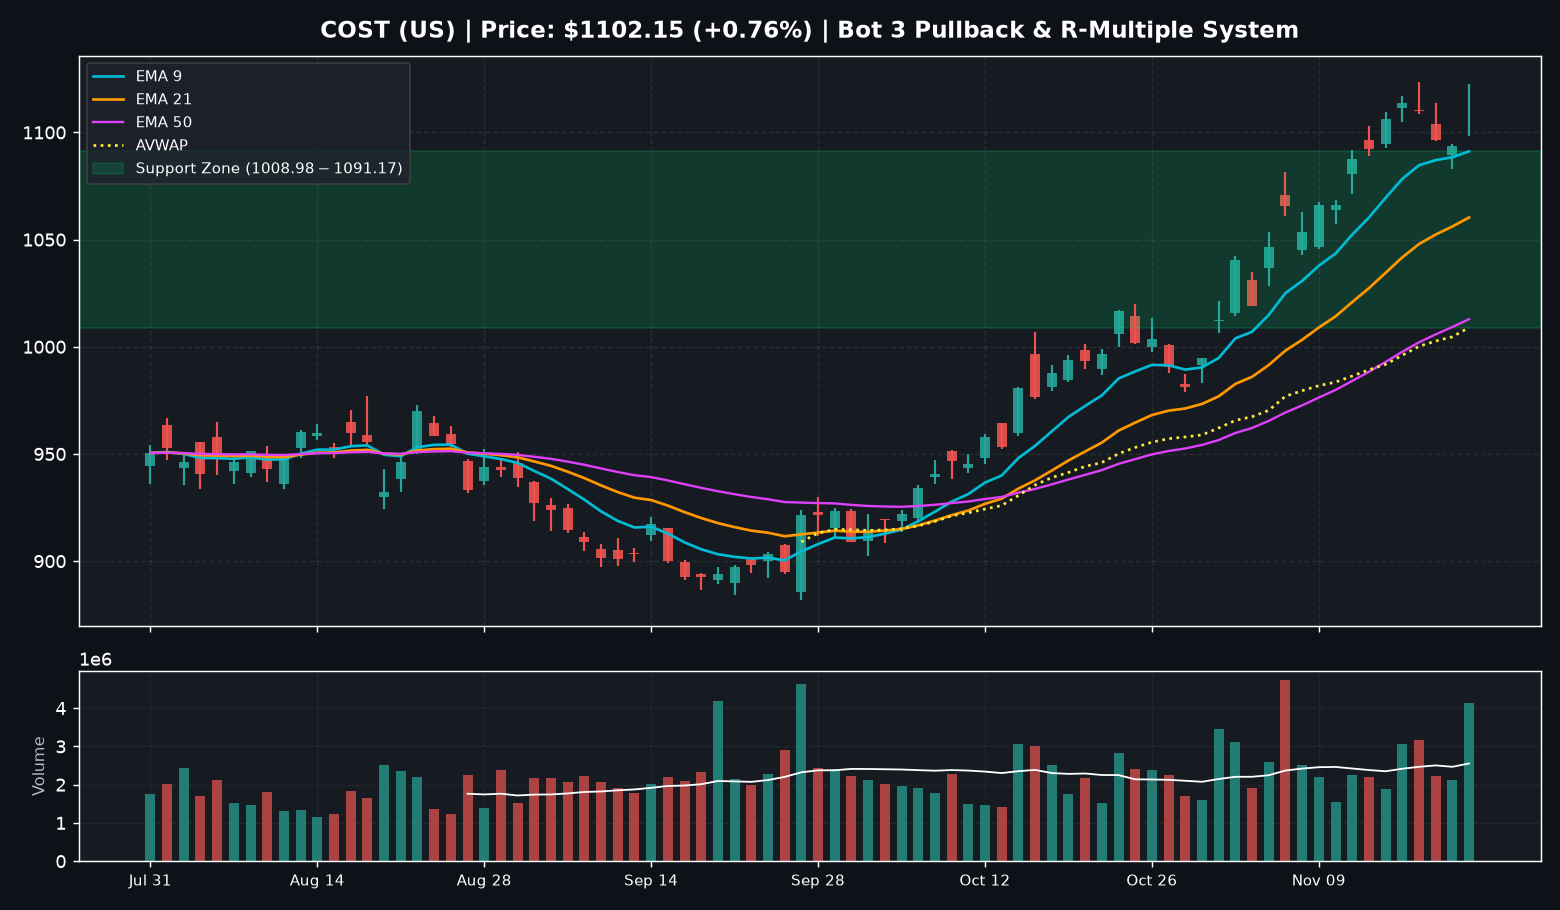 COST (US) | Price: $1102.15 (+0.76%) | Bot 3 Pullback & R-Multiple System
EMA 9
EMA 21
EMA 50
AVWAP
Support Zone (1008.98 − 1091.17)
1100
1050
1000
950
900
1e6
4
3
2
1
0
Volume
Jul 31
Aug 14
Aug 28
Sep 14
Sep 28
Oct 12
Oct 26
Nov 09